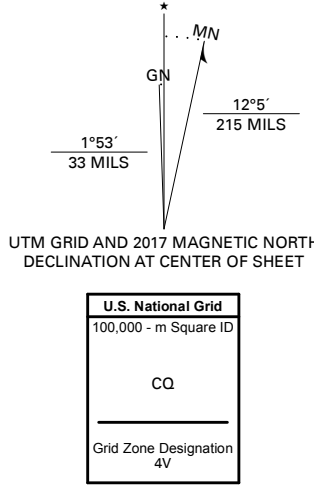 MN
GN
12°5´
215 MILS
1°53´
33 MILS
UTM GRID AND 2017 MAGNETIC NORTH
DECLINATION AT CENTER OF SHEET
U.S. National Grid
100,000 - m Square ID
CQ
Grid Zone Designation
4V